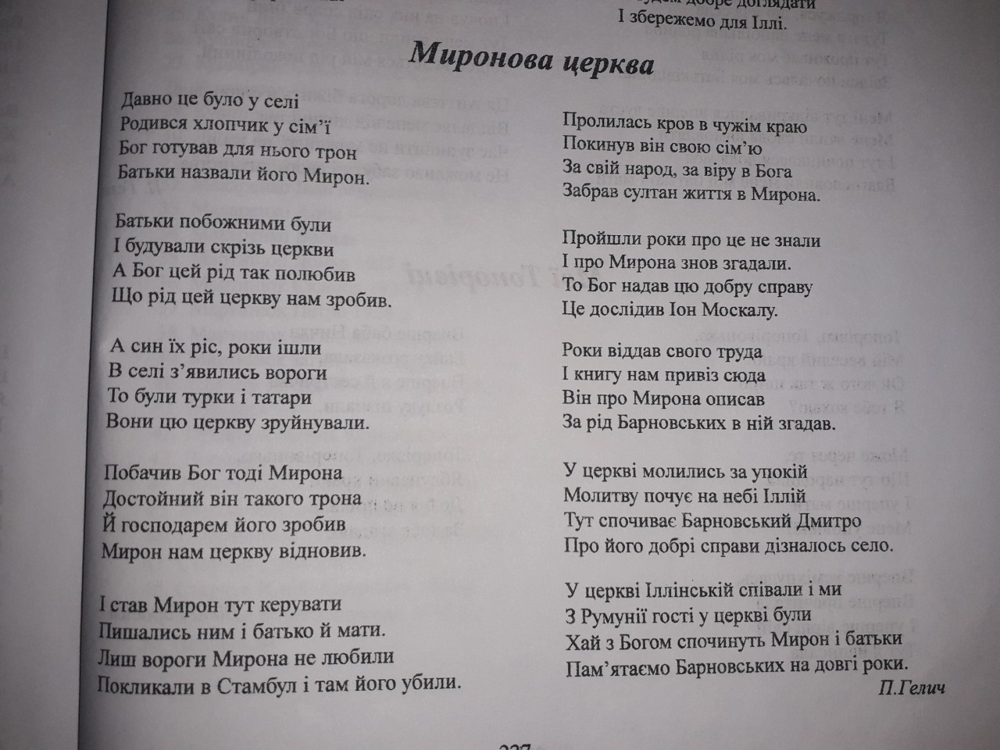 доглядати
І збережемо для Іллі.
Миронова церква
Давно це було у селі
Родився хлопчик у сім’ї
Бог готував для нього трон
Батьки назвали його Мирон.
Батьки побожними були
І будували скрізь церкви
А Бог цей рід так полюбив
Що рід цей церкву нам зробив.
А син їх ріс, роки ішли
В селі з’явились вороги
То були турки і татари
Вони цю церкву зруйнували.
Побачив Бог тоді Мирона
Достойний він такого трона
Й господарем його зробив
Мирон нам церкву відновив.
І став Мирон тут керувати
Пишались ним і батько й мати.
Лиш вороги Мирона не любили
Покликали в Стамбул і там його убили.
Пролилась кров в чужім краю
Покинув він свою сім’ю
За свій народ, за віру в Бога
Забрав султан життя в Мирона.
Пройшли роки про це не знали
І про Мирона знов згадали.
То Бог надав цю добру справу
Це дослідив Іон Москалу.
Роки віддав свого труда
І книгу нам привіз сюда
Він про Мирона описав
За рід Барновських в ній згадав.
У церкві молились за упокій
Молитву почує на небі Іллій
Тут спочиває Барновський Дмитро
Про його добрі справи дізналось село.
У церкві Іллінській співали і ми
З Румунії гості у церкві були
Хай з Богом спочинуть Мирон і батьки
Пам’ятаємо Барновських на довгі роки.
П.Гелич